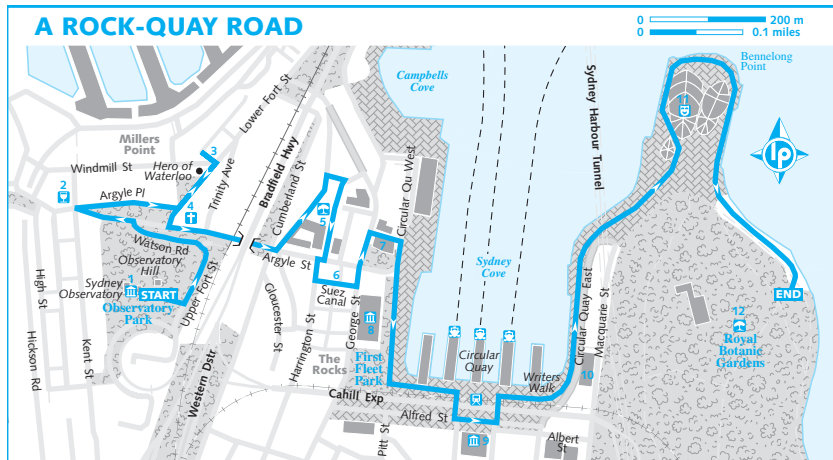 A ROCK-QUAY ROAD
0 200 m
0 0.1 miles
Bennelong
Point
Campbells
Cove
Sydney Harbour Tunnel
11
lp
Lower Fort St
Millers
Point
3
Hero of
Waterloo
Windmill St
Trinity Ave
Bradfield Hwy
Cumberland St
Circular Qu West
2
Argyle Pl
4
5
7
Watson Rd
Observatory
Hill
Argyle St
6
Suez
Canal
Sydney
Cove
High St
Sydney
Observatory
1
START
Observatory
Park
Upper Fort St
Gloucester St
Harrington St
George St
8
Circular Quay East
Macquarie St
END
12
Royal
Botanic
Gardens
Hickson Rd
Kent St
Western Dstr
The
Rocks
First
Fleet
Park
Circular
Quay
Writers
Walk
10
Cahill Exp
Alfred St
Pitt St
9
Albert
St